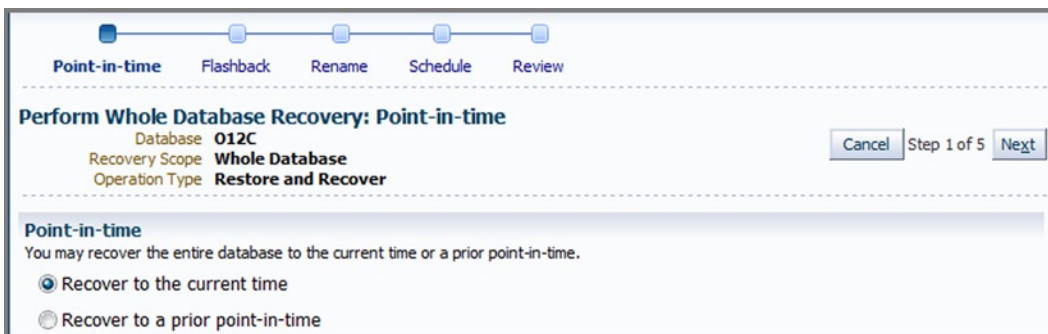 Point-in-time Flashback Rename Schedule Review
Perform Whole Database Recovery: Point-in-time
Database O12C
Recovery Scope Whole Database
Operation Type Restore and Recover
Cancel Step 1 of 5 Next
Point-in-time
You may recover the entire database to the current time or a prior point-in-time.
Recover to the current time
Recover to a prior point-in-time